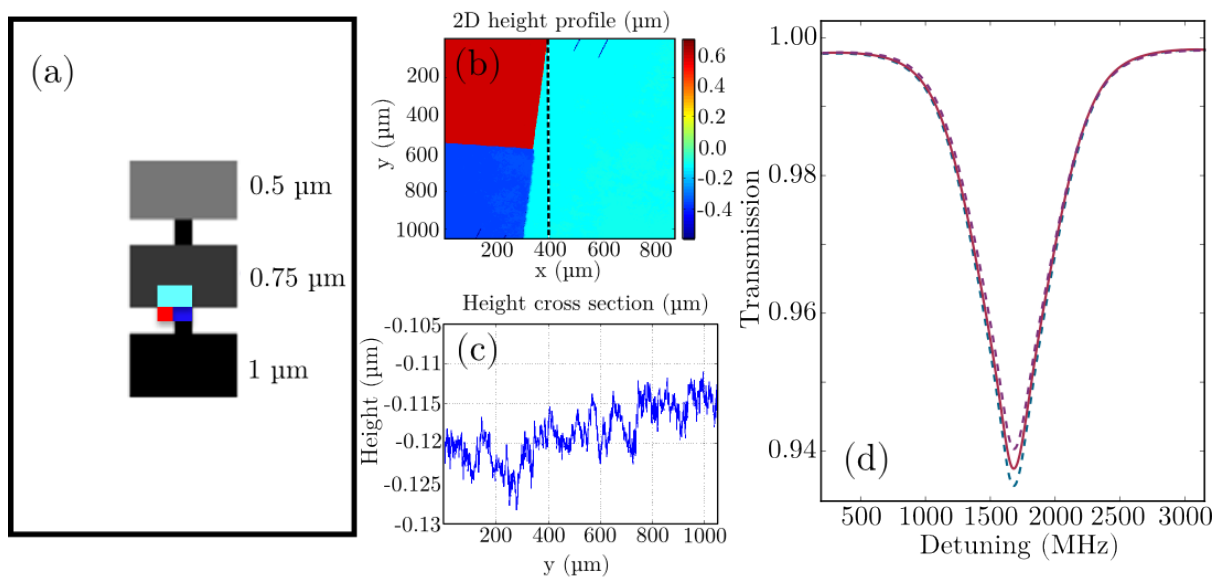 (a)
0.5 µm
0.75 µm
1 µm
2D height profile (µm)
(b)
y (µm)
200
400
600
800
1000
200 400 600 800
x (µm)
0.6
0.4
0.2
0.0
-0.2
-0.4
Height cross section (µm)
(c)
Height (µm)
-0.105
-0.11
-0.115
-0.12
-0.125
-0.13
200 400 600 800 1000
y (µm)
Transmission
1.00
0.98
0.96
0.94
(d)
500 1000 1500 2000 2500 3000
Detuning (MHz)